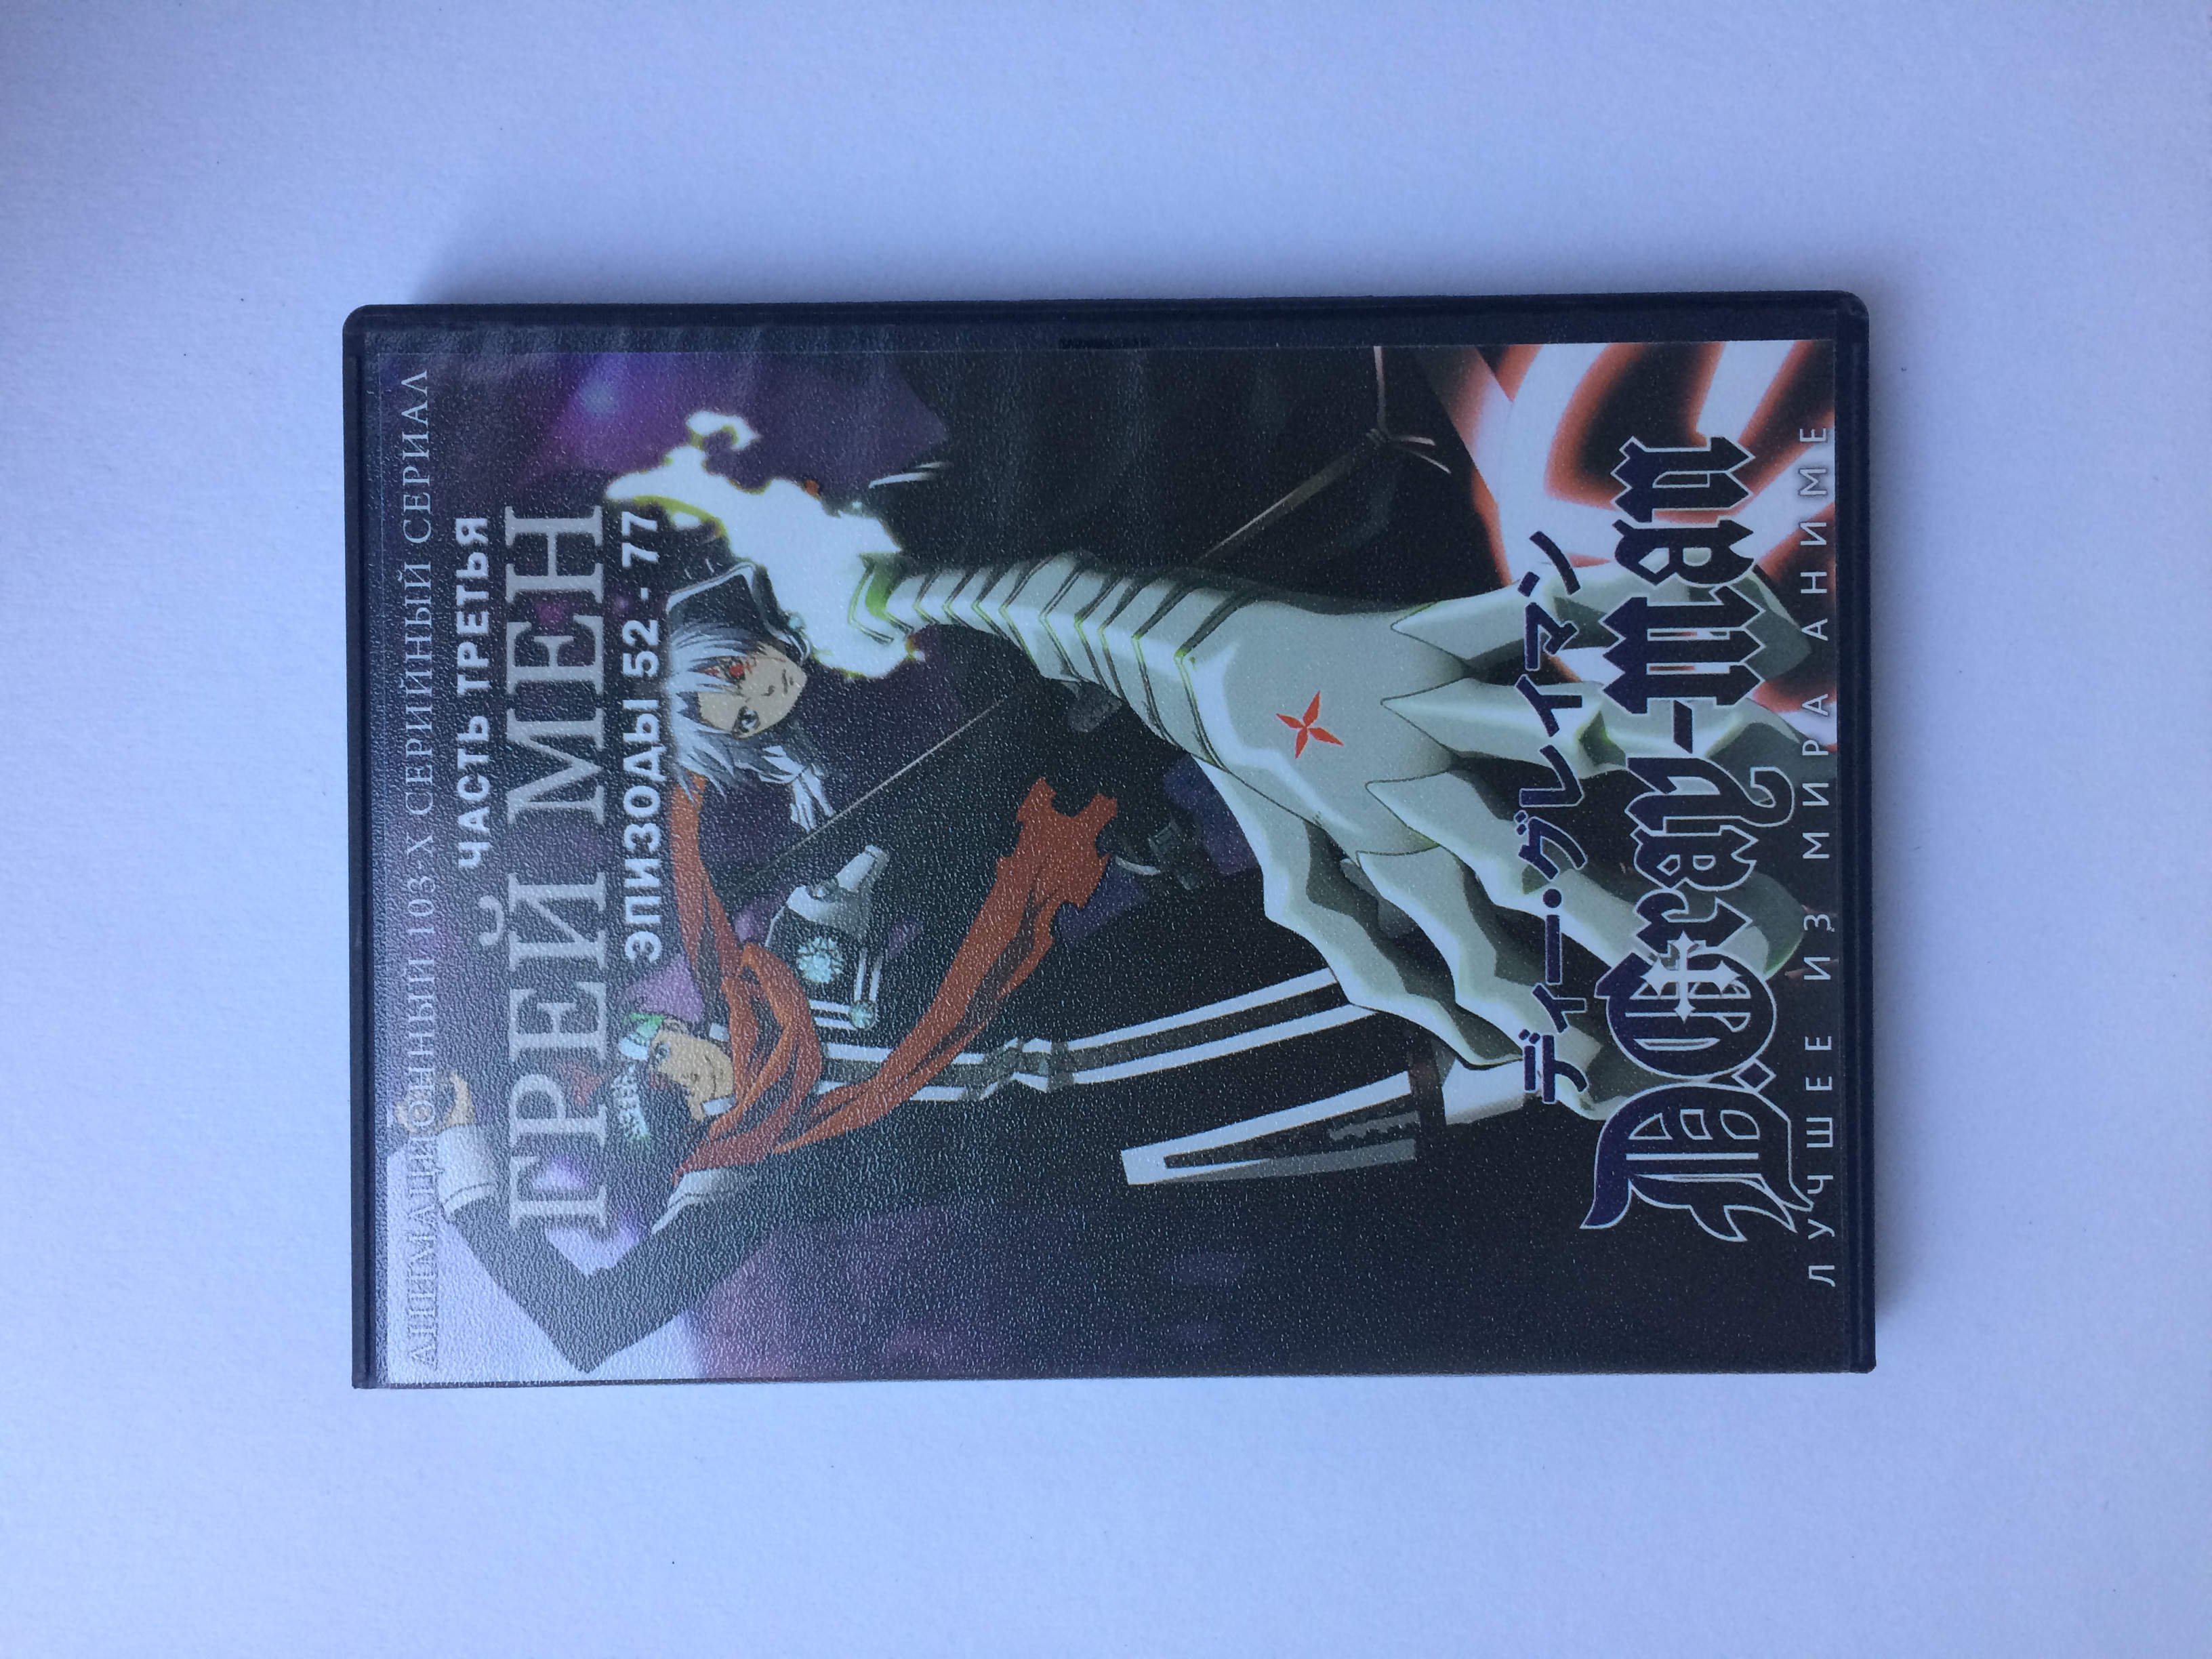 АНИМАЦИОННЫЙ 103-Х СЕРИЙНЫЙ СЕРИАЛ
ЧАСТЬ ТРЕТЬЯ
ГРЕЙ МЕН
ЭПИЗОДЫ 52 - 77
ディー・グレイマン
D.Gray-Man
ЛУЧШЕЕ ИЗ МИРА АНИМЕ